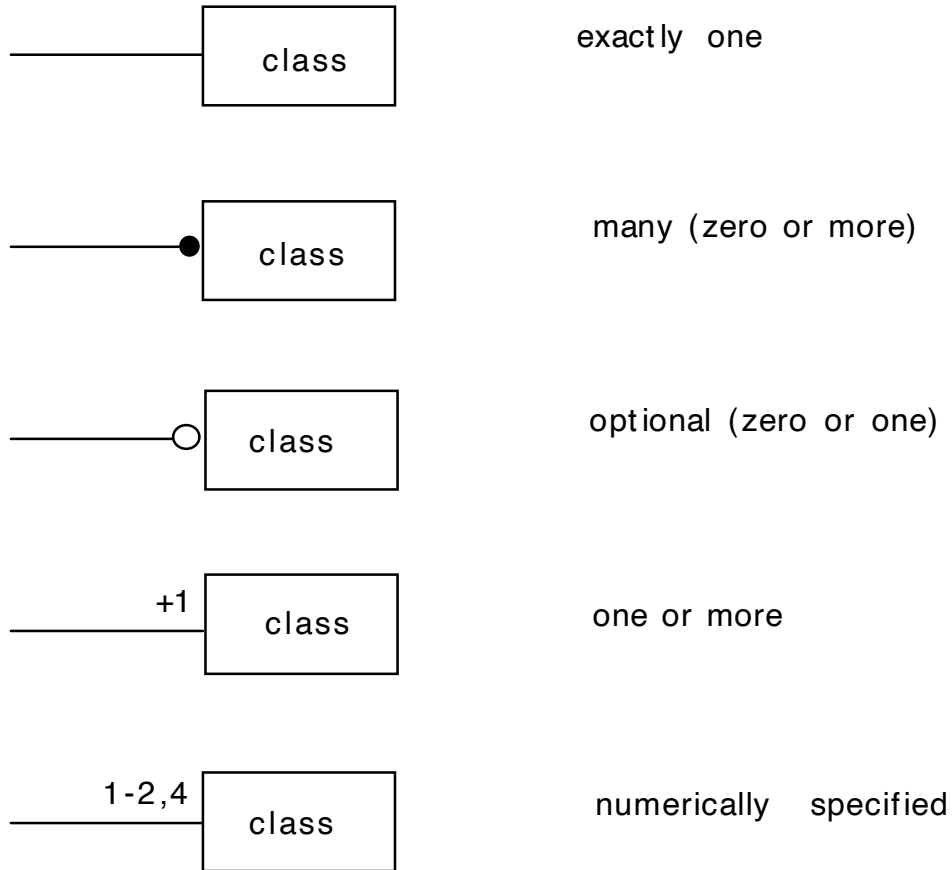 class exactly one
class many (zero or more)
class optional (zero or one)
+1
class one or more
1-2,4
class numerically specified